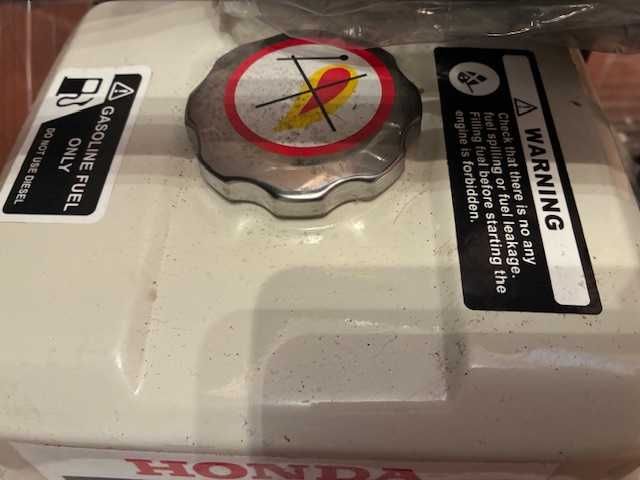 GASOLINE FUEL
ONLY
DO NOT USE DIESEL
WARNING
Check that there is no any
fuel spilling or fuel leakage.
Filling fuel before starting the
engine is forbidden.
HONDA